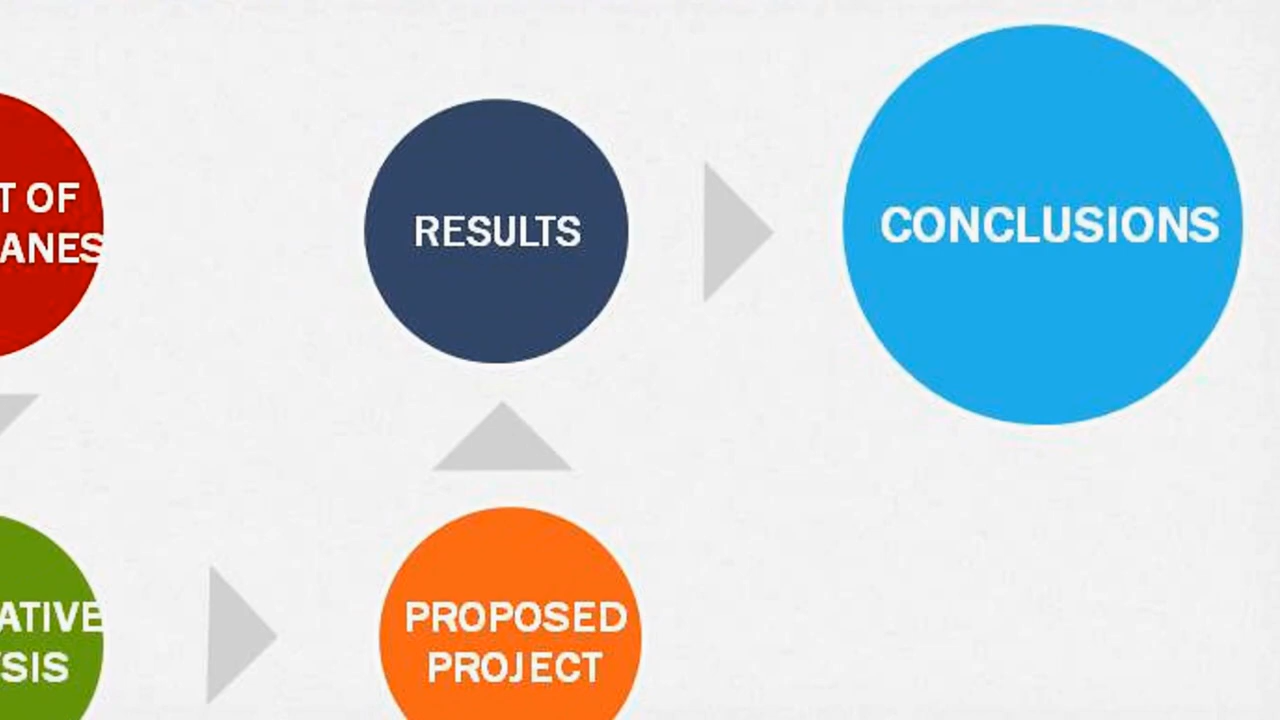 T OF
ANES
RESULTS
CONCLUSIONS
ATIVE
SIS
PROPOSED
PROJECT